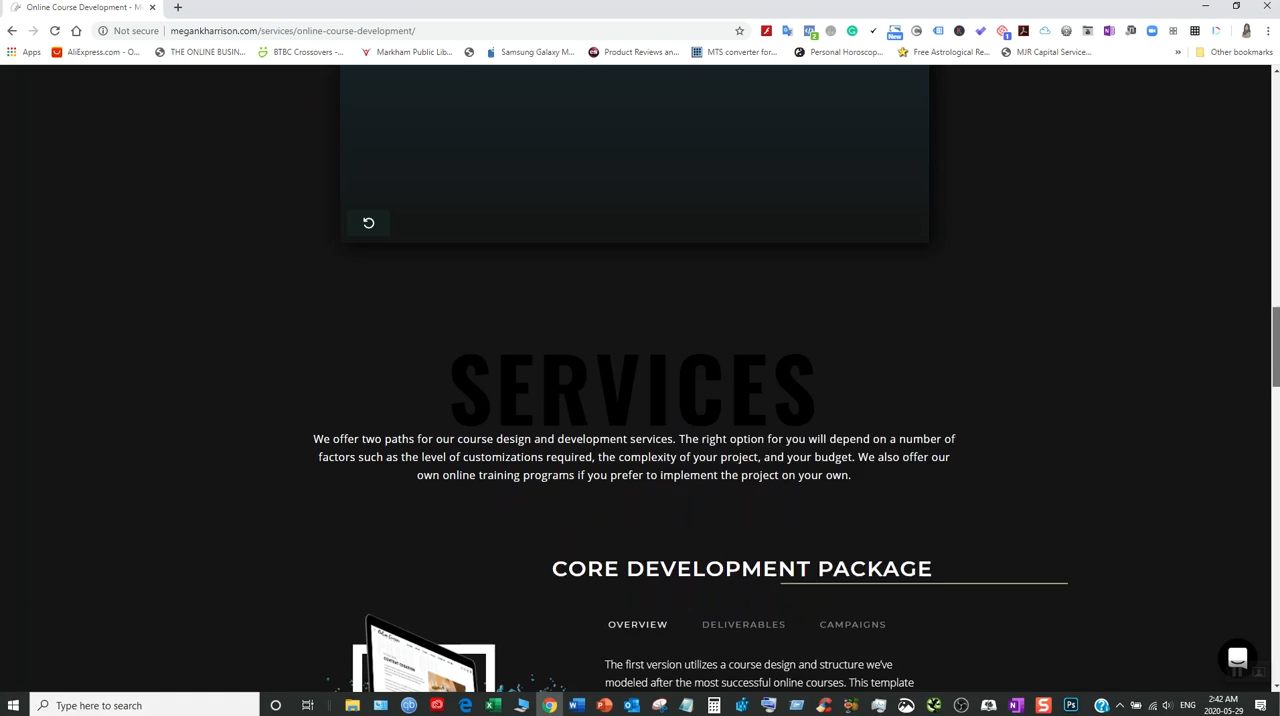 Online Course Development - M
Not secure | megankharrison.com/services/online-course-development/
Apps
AliExpress.com - O...
THE ONLINE BUSIN...
BTBC Crossovers -...
Markham Public Lib...
Samsung Galaxy M...
Product Reviews an...
MTS converter for...
Personal Horoscop...
Free Astrological Re...
MJR Capital Service...
»
Other bookmarks
SERVICES
We offer two paths for our course design and development services. The right option for you will depend on a number of
factors such as the level of customizations required, the complexity of your project, and your budget. We also offer our
own online training programs if you prefer to implement the project on your own.
CORE DEVELOPMENT PACKAGE
OVERVIEW DELIVERABLES CAMPAIGNS
The first version utilizes a course design and structure we've
modeled after the most successful online courses. This template
Type here to search
ENG
2:42 AM
2020-05-29